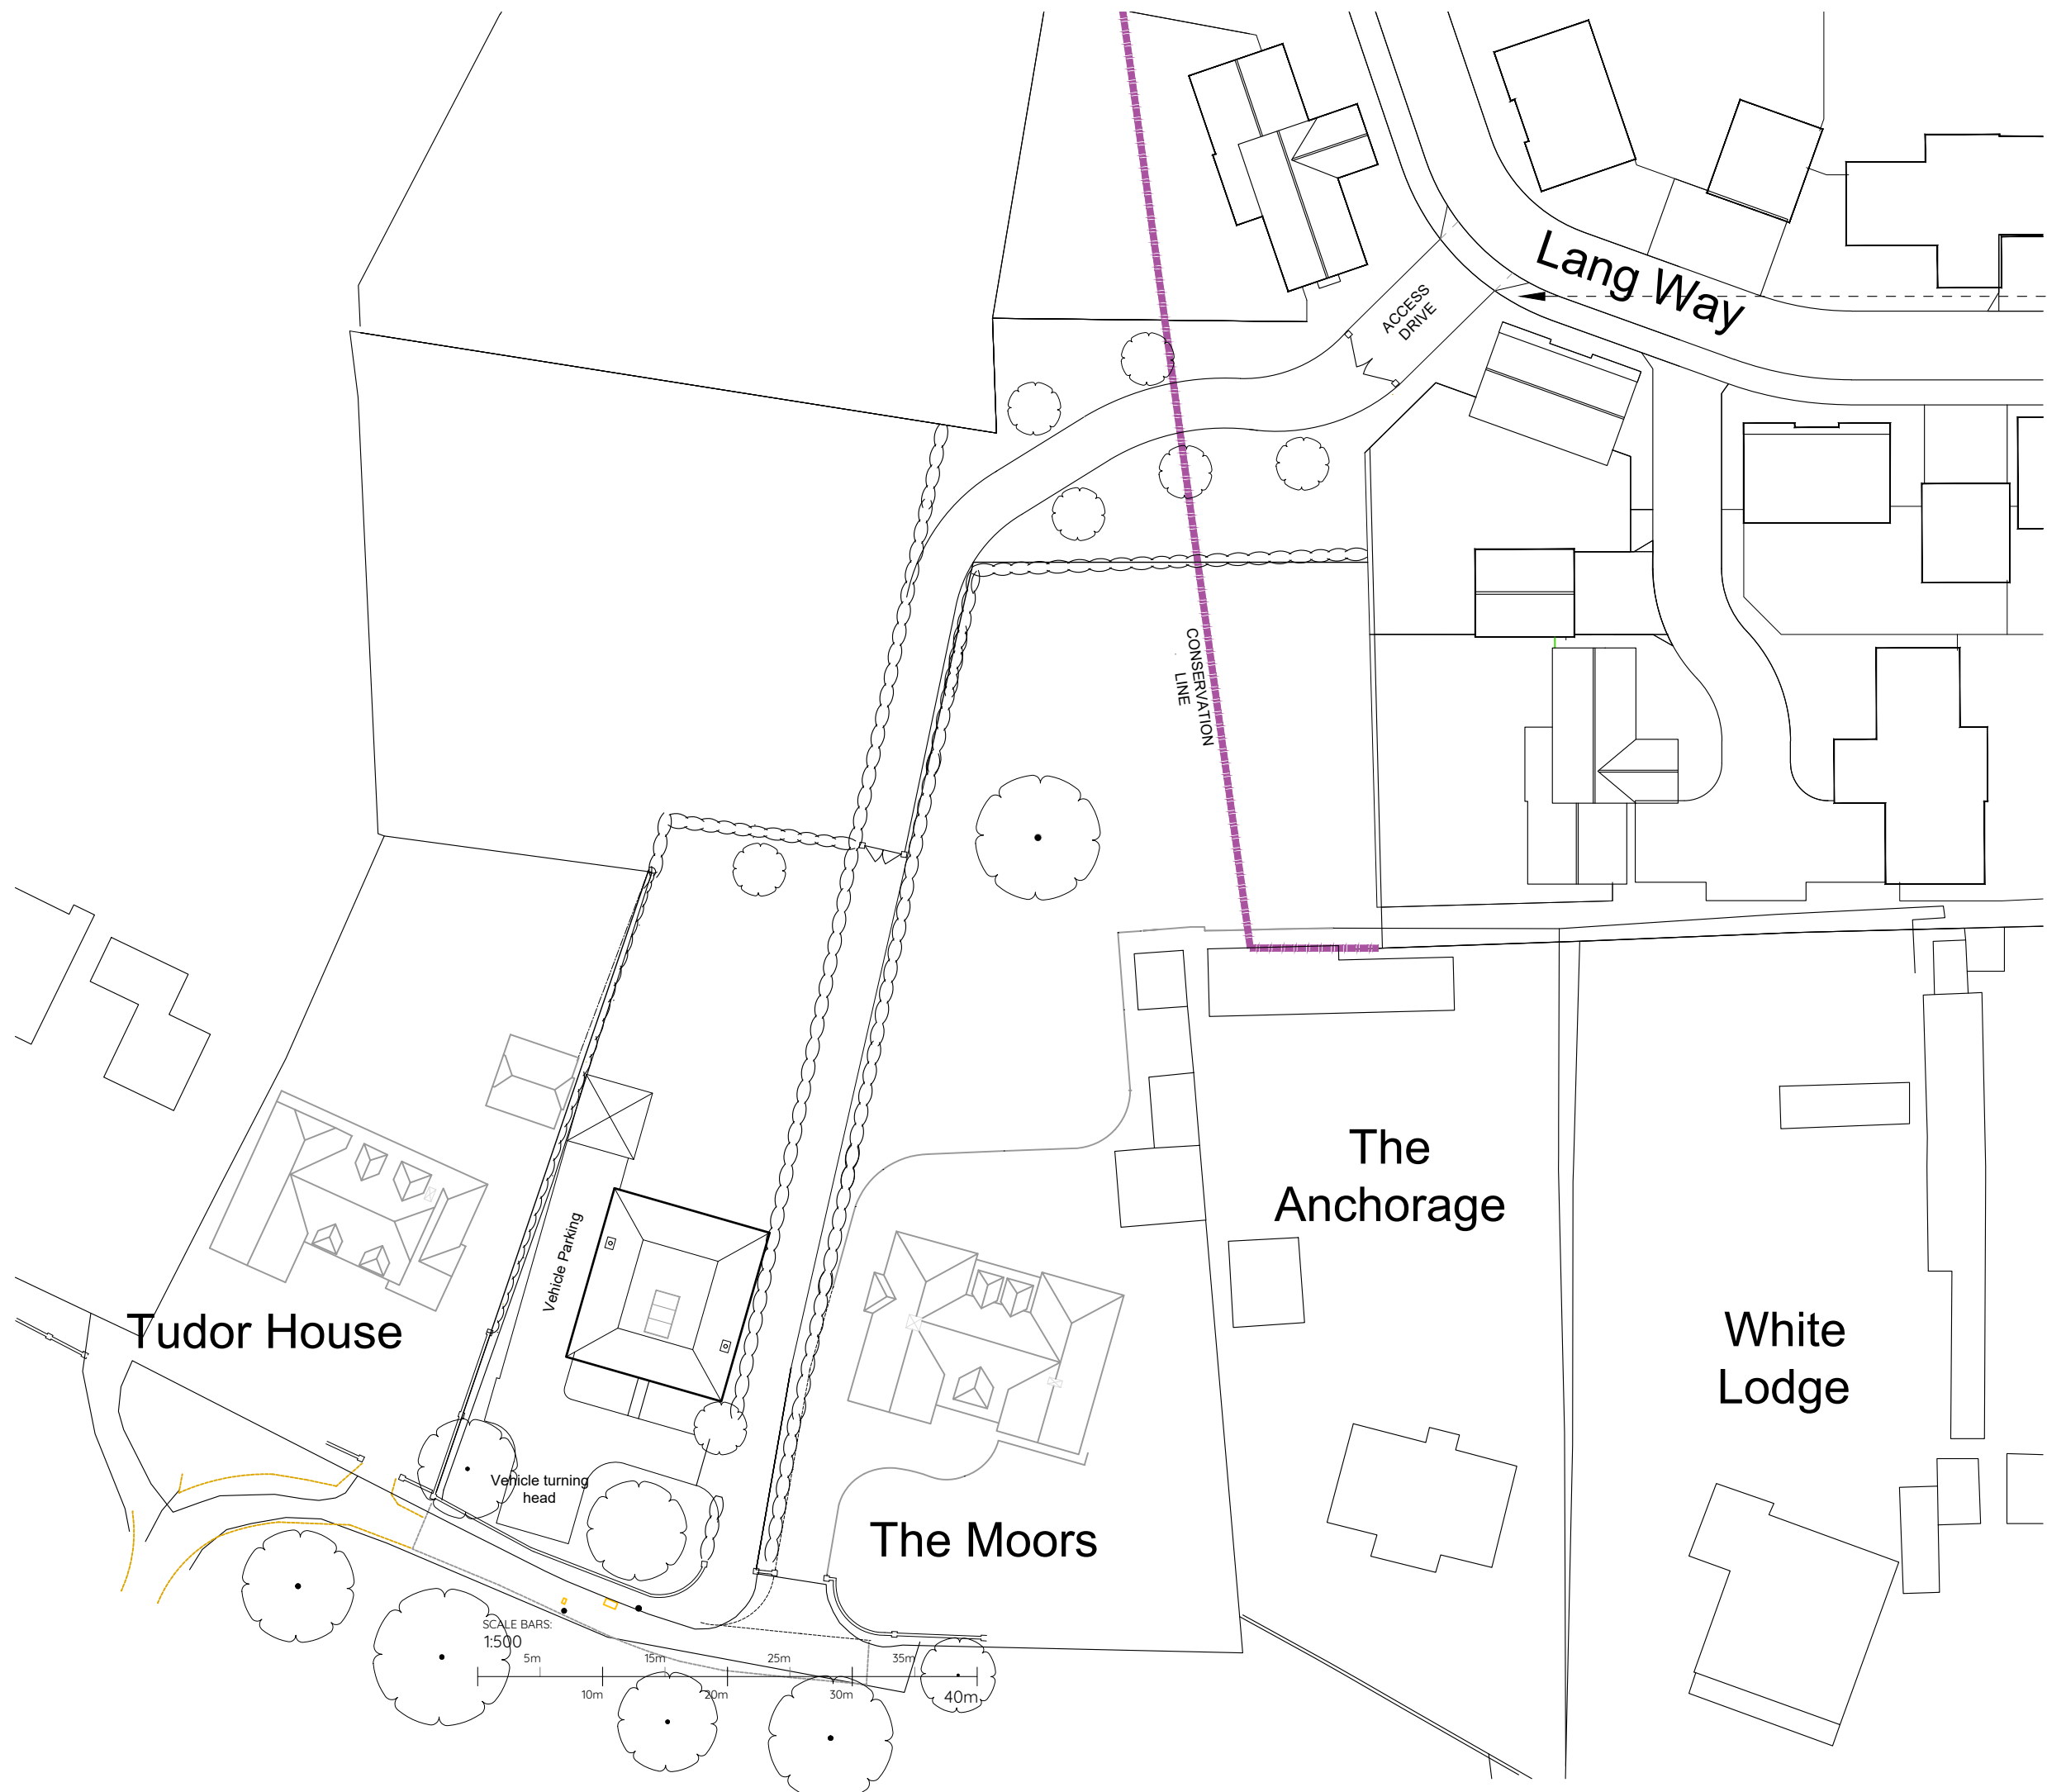 Lang Way
ACCESS
DRIVE
CONSERVATION
LINE
The
Anchorage
Vehicle Parking
Tudor House
White
Lodge
Vehicle turning
head
The Moors
SCALE BARS:
1:500
5m
15m
25m
35m
10m
20m
30m
40m